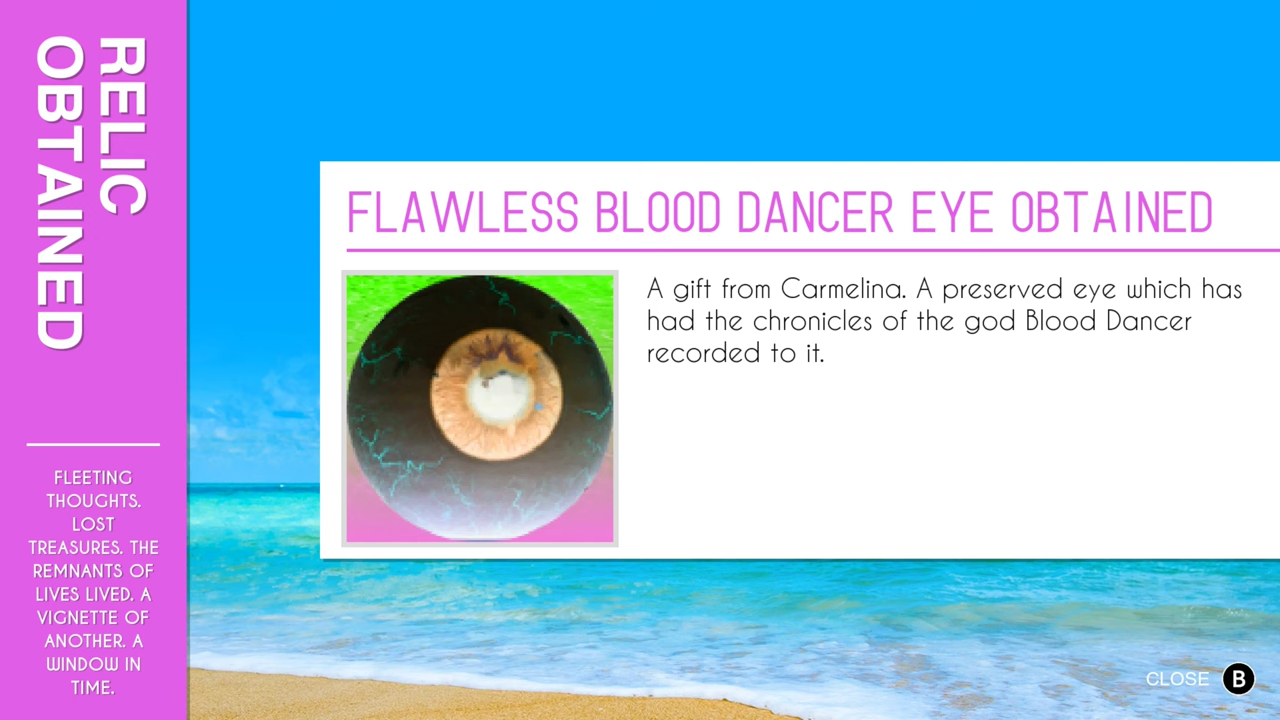 RELIC
OBTAINED
FLEETING
THOUGHTS.
LOST
TREASURES. THE
REMNANTS OF
LIVES LIVED. A
VIGNETTE OF
ANOTHER. A
WINDOW IN
TIME.
FLAWLESS BLOOD DANCER EYE OBTAINED
A gift from Carmelina. A preserved eye which has
had the chronicles of the god Blood Dancer
recorded to it.
CLOSE B